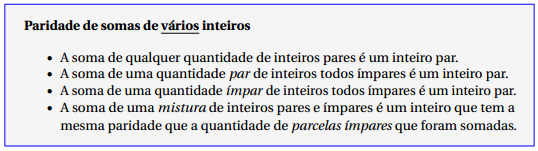 Paridade de somas de vários inteiros
• A soma de qualquer quantidade de inteiros pares é um inteiro par.
• A soma de uma quantidade par de inteiros todos ímpares é um inteiro par.
• A soma de uma quantidade ímpar de inteiros todos ímpares é um inteiro par.
• A soma de uma mistura de inteiros pares e ímpares é um inteiro que tem a
mesma paridade que a quantidade de parcelas ímpares que foram somadas.